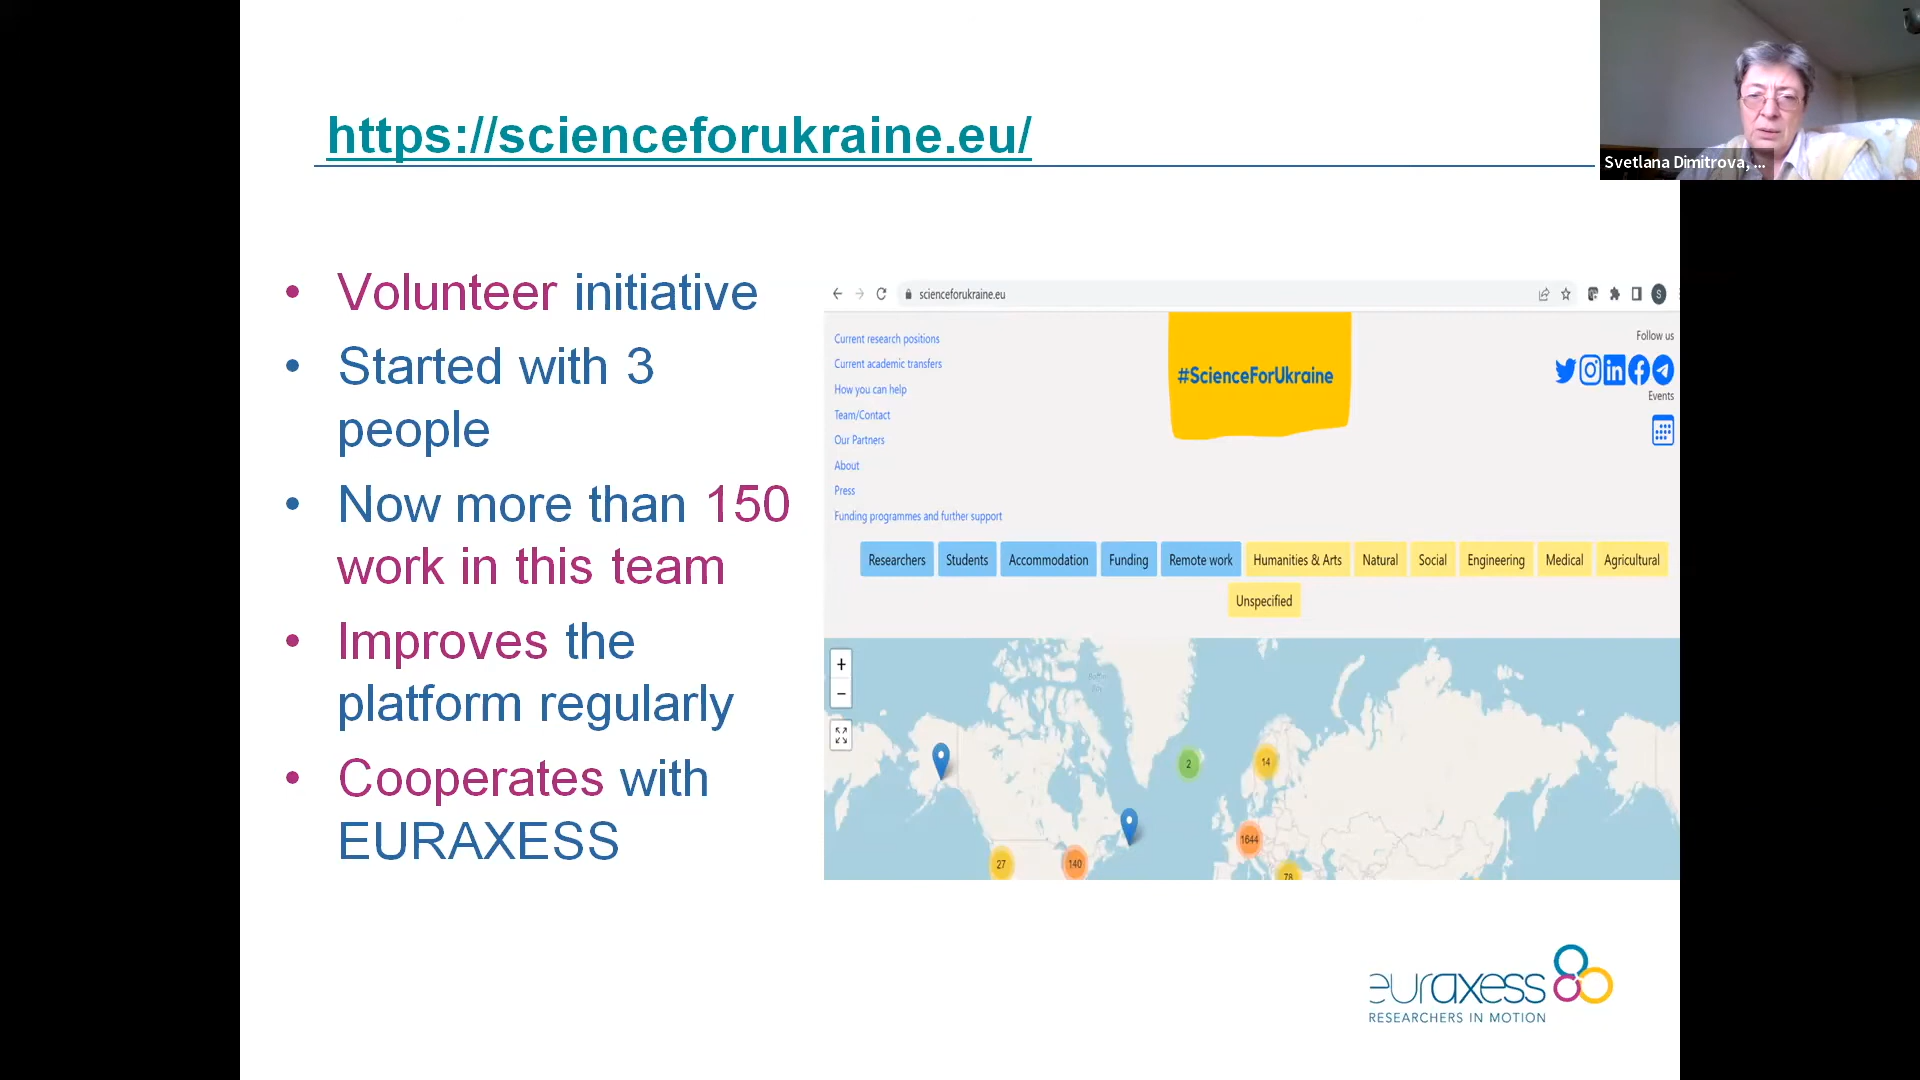 https://scienceforukraine.eu/
Svetlana Dimitrova, ...
• Volunteer initiative
• Started with 3
people
• Now more than 150
work in this team
• Improves the
platform regularly
• Cooperates with
EURAXESS
scienceforukraine.eu
S
Current research positions
Current academic transfers
How you can help
Team/Contact
Our Partners
About
Press
Funding programmes and further support
#ScienceForUkraine
Follow us
Events
Researchers Students Accommodation Funding Remote work Humanities & Arts Natural Social Engineering Medical Agricultural
Unspecified
+
−
2
14
1644
27
140
78
euraxess
RESEARCHERS IN MOTION